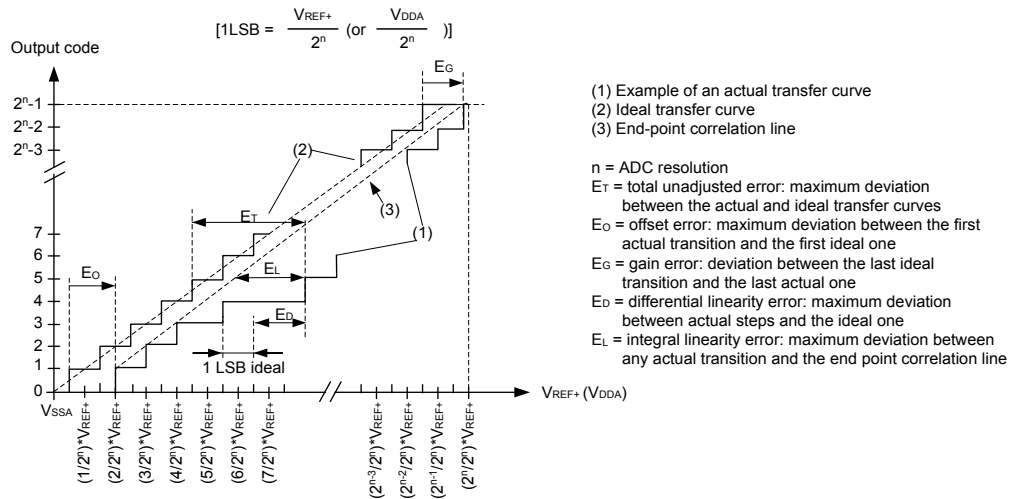 [1LSB = VREF+ / 2ⁿ (or VDDA / 2ⁿ )]
Output code
EG
2ⁿ-1
2ⁿ-2
2ⁿ-3
(2)
(3)
(1)
ET
7
6
5
4
3
2
1
0
EO
EL
ED
1 LSB ideal
VSSA
VREF+ (VDDA)
(1/2ⁿ)*VREF+
(2/2ⁿ)*VREF+
(3/2ⁿ)*VREF+
(4/2ⁿ)*VREF+
(5/2ⁿ)*VREF+
(6/2ⁿ)*VREF+
(7/2ⁿ)*VREF+
(2ⁿ-3/2ⁿ)*VREF+
(2ⁿ-2/2ⁿ)*VREF+
(2ⁿ-1/2ⁿ)*VREF+
(2ⁿ/2ⁿ)*VREF+
(1) Example of an actual transfer curve
(2) Ideal transfer curve
(3) End-point correlation line
n = ADC resolution
ET = total unadjusted error: maximum deviation
between the actual and ideal transfer curves
EO = offset error: maximum deviation between the first
actual transition and the first ideal one
EG = gain error: deviation between the last ideal
transition and the last actual one
ED = differential linearity error: maximum deviation
between actual steps and the ideal one
EL = integral linearity error: maximum deviation between
any actual transition and the end point correlation line